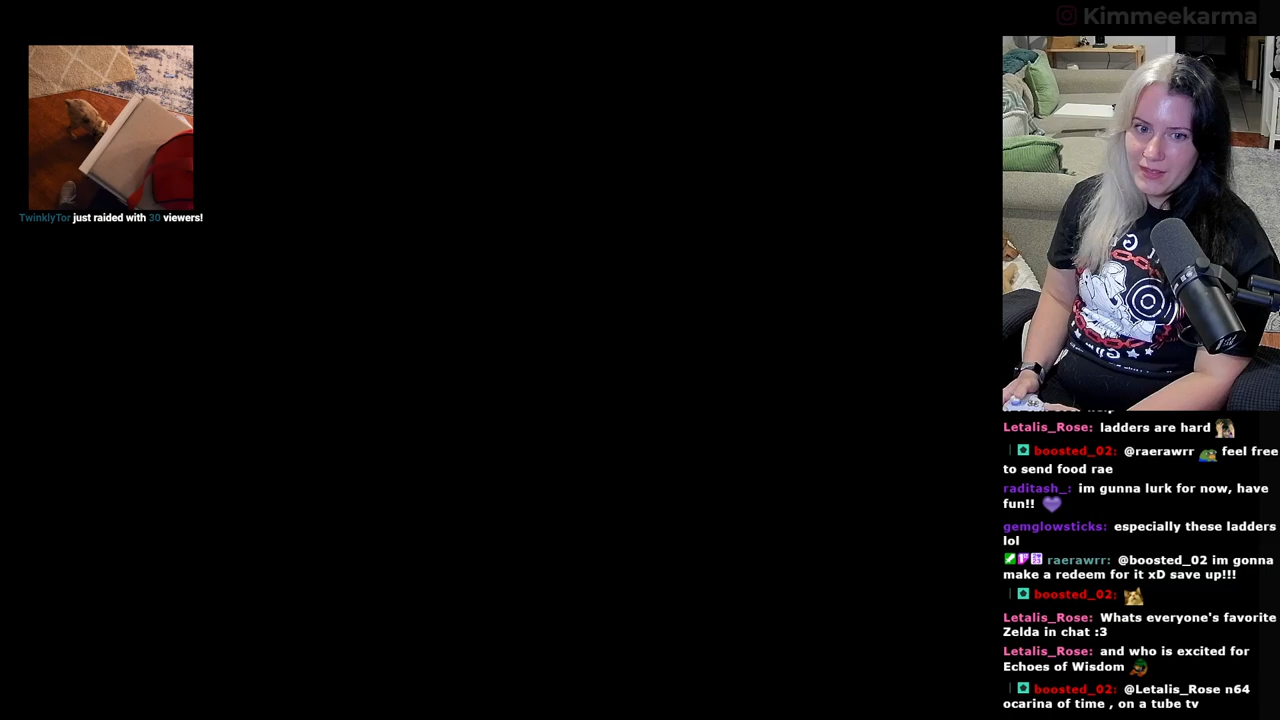 Kimmeekarma
TwinklyTor just raided with 30 viewers!
Letalis_Rose: ladders are hard
boosted_02: @raerawrr feel free
to send food rae
raditash_: im gunna lurk for now, have
fun!!
gemglowsticks: especially these ladders
lol
raerawrr: @boosted_02 im gonna
make a redeem for it xD save up!!!
boosted_02:
Letalis_Rose: Whats everyone's favorite
Zelda in chat :3
Letalis_Rose: and who is excited for
Echoes of Wisdom
boosted_02: @Letalis_Rose n64
ocarina of time , on a tube tv